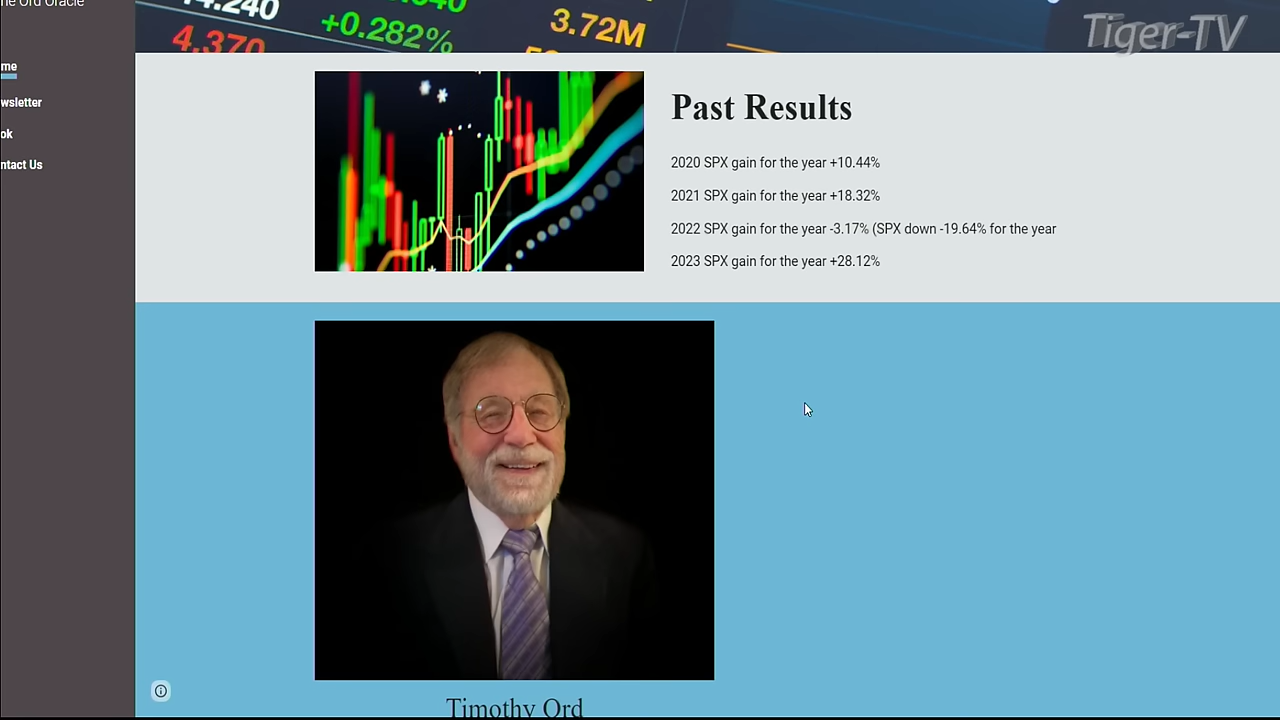 he Ord Oracle
+0.282%
3.72M
4.370
Tiger-TV
me
wsletter
ok
ntact Us
Past Results
2020 SPX gain for the year +10.44%
2021 SPX gain for the year +18.32%
2022 SPX gain for the year -3.17% (SPX down -19.64% for the year
2023 SPX gain for the year +28.12%
Timothy Ord